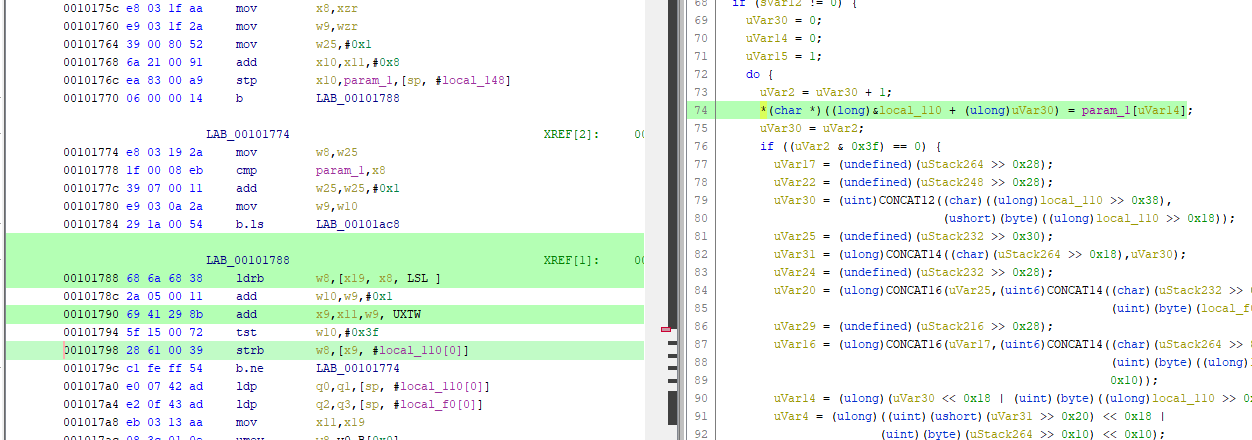 0010175c e8 03 1f aa mov x8,xzr
00101760 e9 03 1f 2a mov w9,wzr
00101764 39 00 80 52 mov w25,#0x1
00101768 6a 21 00 91 add x10,x11,#0x8
0010176c ea 83 00 a9 stp x10,param_1,[sp, #local_148]
00101770 06 00 00 14 b LAB_00101788
LAB_00101774 XREF[2]: 00
00101774 e8 03 19 2a mov w8,w25
00101778 1f 00 08 eb cmp param_1,x8
0010177c 39 07 00 11 add w25,w25,#0x1
00101780 e9 03 0a 2a mov w9,w10
00101784 29 1a 00 54 b.ls LAB_00101ac8
LAB_00101788 XREF[1]: 00
00101788 68 6a 68 38 ldrb w8,[x19, x8, LSL ]
0010178c 2a 05 00 11 add w10,w9,#0x1
00101790 69 41 29 8b add x9,x11,w9, UXTW
00101794 5f 15 00 72 tst w10,#0x3f
00101798 28 61 00 39 strb w8,[x9, #local_110[0]]
0010179c c1 fe ff 54 b.ne LAB_00101774
001017a0 e0 07 42 ad ldp q0,q1,[sp, #local_110[0]]
001017a4 e2 0f 43 ad ldp q2,q3,[sp, #local_f0[0]]
001017a8 eb 03 13 aa mov x11,x19
68 if (sVar12 != 0) {
69 uVar30 = 0;
70 uVar14 = 0;
71 uVar15 = 1;
72 do {
73 uVar2 = uVar30 + 1;
74 *(char *)((long)&local_110 + (ulong)uVar30) = param_1[uVar14];
75 uVar30 = uVar2;
76 if ((uVar2 & 0x3f) == 0) {
77 uVar17 = (undefined)(uStack264 >> 0x28);
78 uVar22 = (undefined)(uStack248 >> 0x28);
79 uVar30 = (uint)CONCAT12((char)((ulong)local_110 >> 0x38),
80 (ushort)(byte)((ulong)local_110 >> 0x18));
81 uVar25 = (undefined)(uStack232 >> 0x30);
82 uVar31 = (ulong)CONCAT14((char)(uStack264 >> 0x18),uVar30);
83 uVar24 = (undefined)(uStack232 >> 0x28);
84 uVar20 = (ulong)CONCAT16(uVar25,(uint6)CONCAT14((char)(uStack232 >>
85 (uint)(byte)(local_f0
86 uVar29 = (undefined)(uStack216 >> 0x28);
87 uVar16 = (ulong)CONCAT16(uVar17,(uint6)CONCAT14((char)(uStack264 >>
88 (uint)(byte)((ulong)
89 0x10));
90 uVar14 = (ulong)(uVar30 << 0x18 | (uint)(byte)((ulong)local_110 >>
91 uVar4 = (ulong)((uint)(ushort)(uVar31 >> 0x20) << 0x18 |
92 (uint)(byte)(uStack264 >> 0x10) << 0x10);